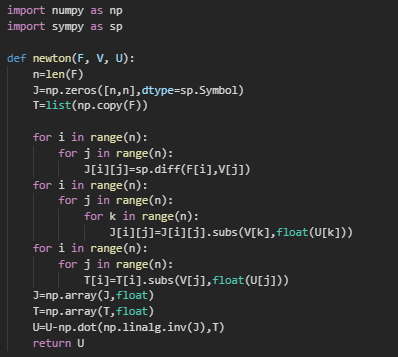 import numpy as np
import sympy as sp

def newton(F, V, U):
    n=len(F)
    J=np.zeros([n,n],dtype=sp.Symbol)
    T=list(np.copy(F))

    for i in range(n):
        for j in range(n):
            J[i][j]=sp.diff(F[i],V[j])
    for i in range(n):
        for j in range(n):
            for k in range(n):
                J[i][j]=J[i][j].subs(V[k],float(U[k]))
    for i in range(n):
        for j in range(n):
            T[i]=T[i].subs(V[j],float(U[j]))
    J=np.array(J,float)
    T=np.array(T,float)
    U=U-np.dot(np.linalg.inv(J),T)
    return U